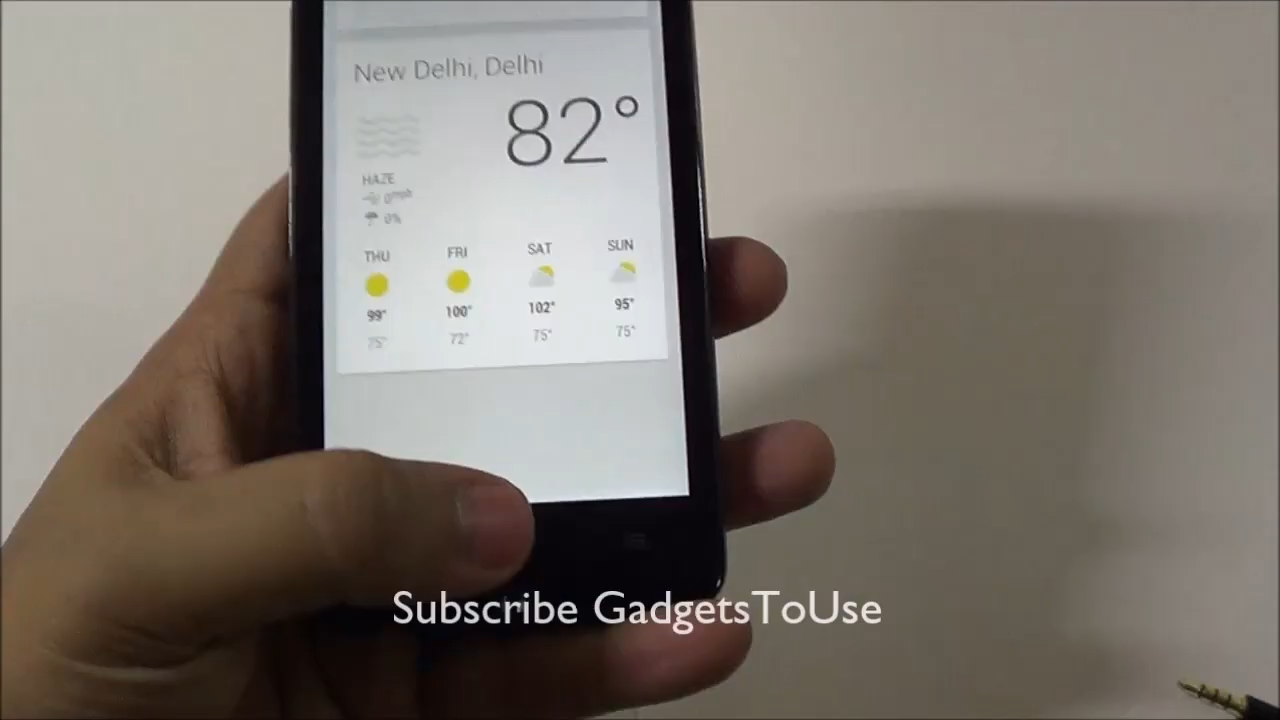 New Delhi, Delhi
82°
HAZE
0mph
0%
THU FRI SAT SUN
99° 100° 102° 95°
75° 72° 75° 75°
Subscribe GadgetsToUse